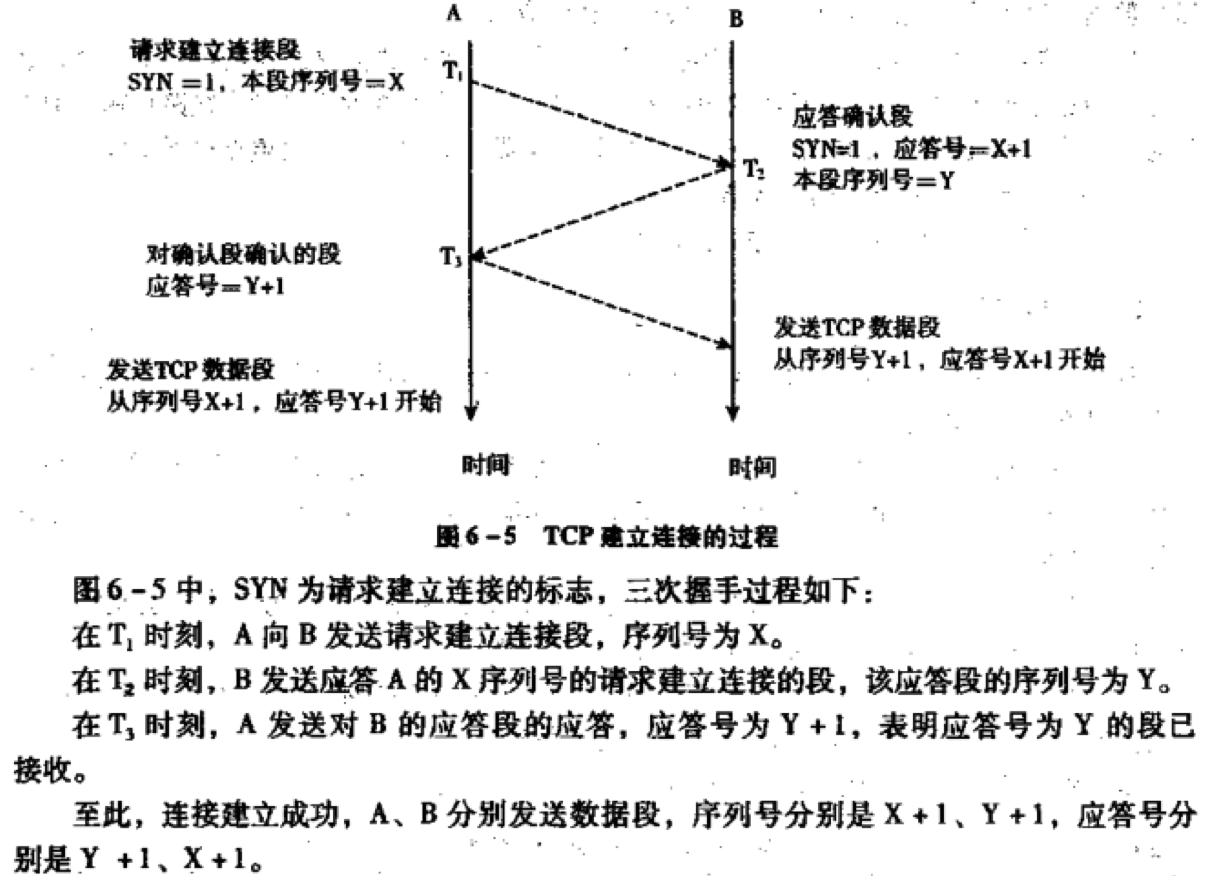 A
B
请求建立连接段
SYN =1，本段序列号=X
T₁
应答确认段
SYN=1，应答号=X+1
本段序列号=Y
T₂
对确认段确认的段
应答号=Y+1
T₃
发送TCP 数据段
从序列号Y+1，应答号X+1 开始
发送TCP 数据段
从序列号X+1，应答号Y+1 开始
时间
时间
图 6-5 TCP 建立连接的过程
图 6-5 中，SYN 为请求建立连接的标志，三次握手过程如下：
在 T₁ 时刻，A 向 B 发送请求建立连接段，序列号为 X。
在 T₂ 时刻，B 发送应答 A 的 X 序列号的请求建立连接的段，该应答段的序列号为 Y。
在 T₃ 时刻，A 发送对 B 的应答段的应答，应答号为 Y + 1，表明应答号为 Y 的段已
接收。
至此，连接建立成功，A、B 分别发送数据段，序列号分别是 X + 1、Y + 1，应答号分
别是 Y + 1、X + 1。